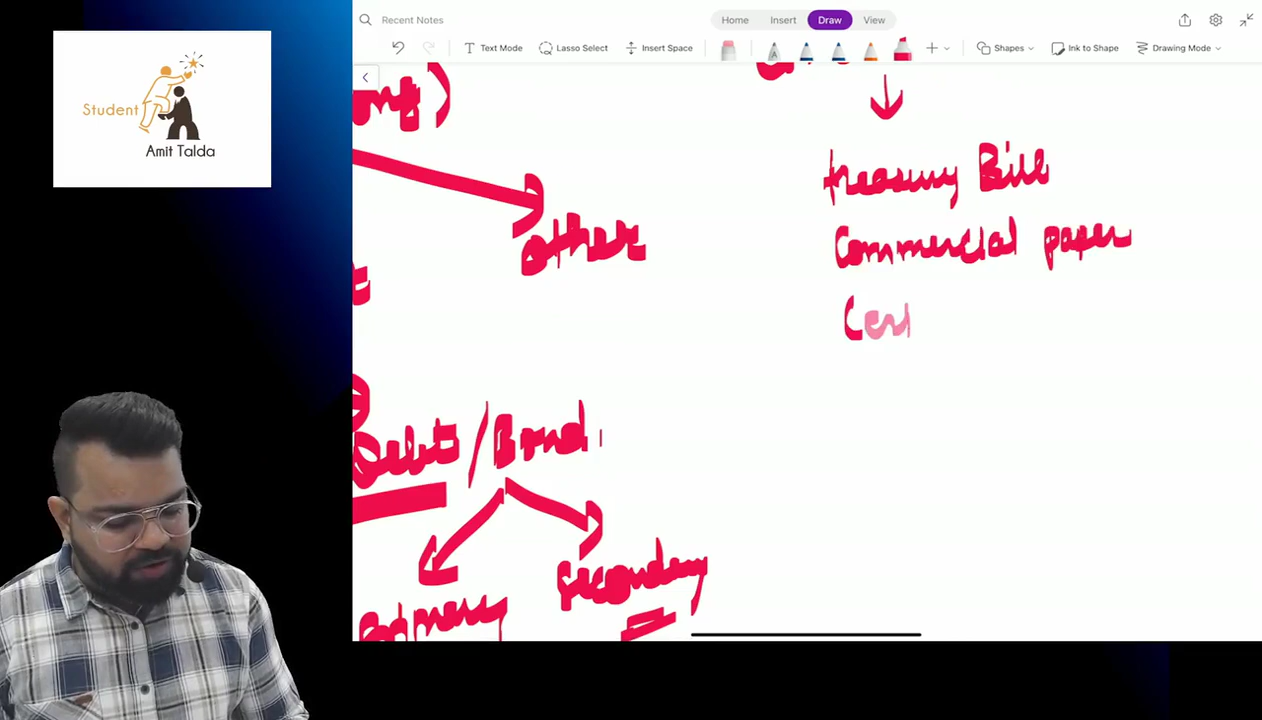 Recent Notes
Home Insert Draw View
Text Mode Lasso Select Insert Space Shapes Ink to Shape Drawing Mode
Student
Amit Talda
ong)
other
treasury Bill
Commercial paper
Cert
Debt / Bond
Primary
Secondary